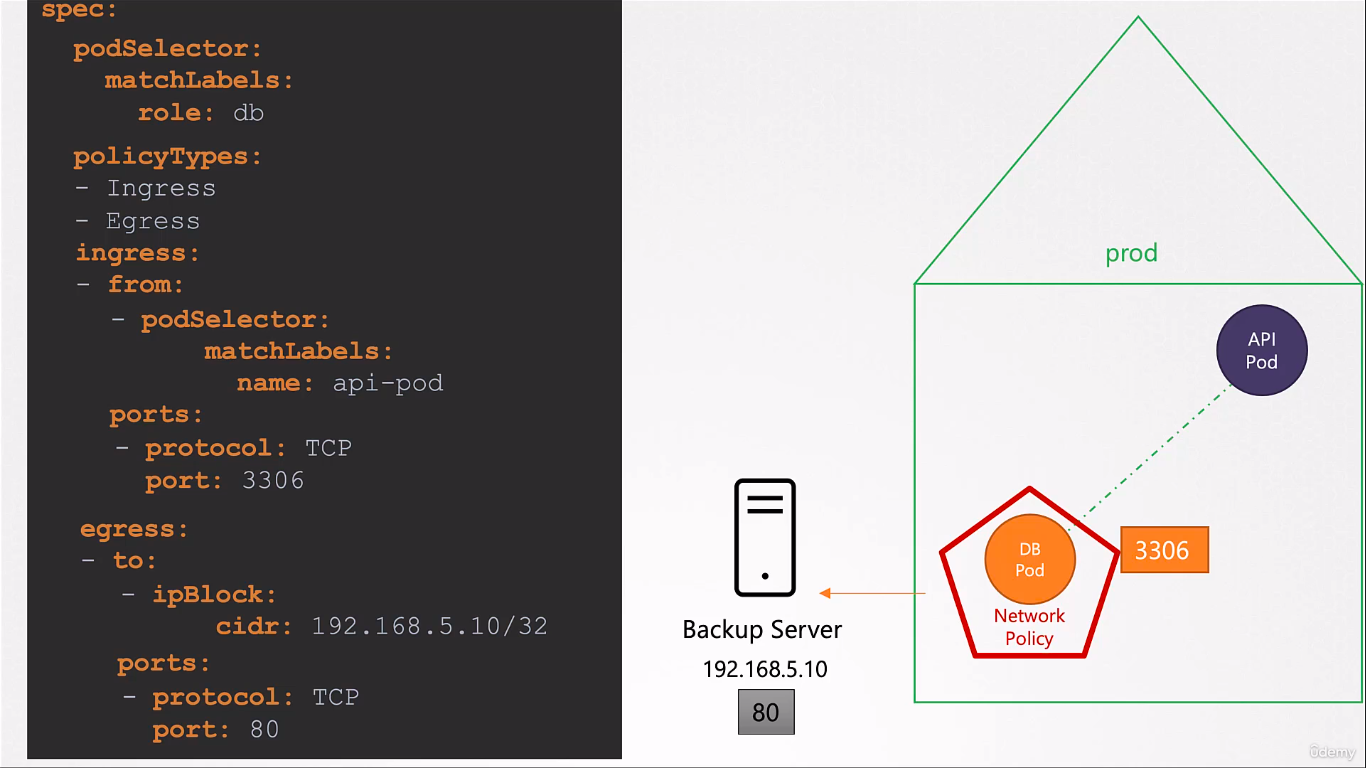 spec:
podSelector:
matchLabels:
role: db
policyTypes:
- Ingress
- Egress
ingress:
- from:
- podSelector:
matchLabels:
name: api-pod
ports:
- protocol: TCP
port: 3306
egress:
- to:
- ipBlock:
cidr: 192.168.5.10/32
ports:
- protocol: TCP
port: 80
prod
API
Pod
DB
Pod
3306
Network
Policy
Backup Server
192.168.5.10
80
ûdemy